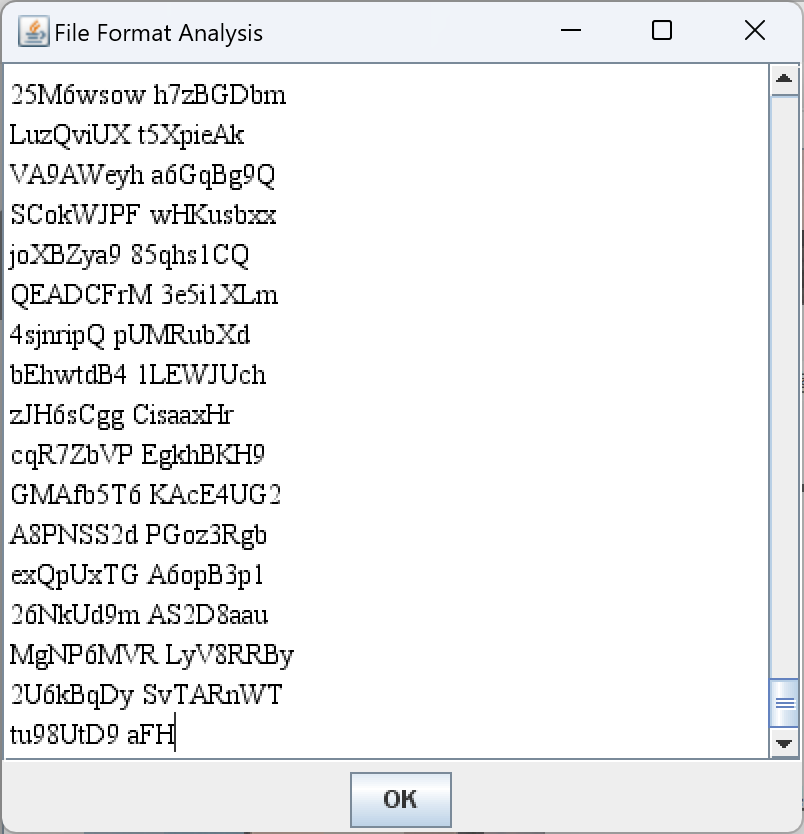 File Format Analysis
25M6wsow h7zBGDbm
LuzQviUX t5XpieAk
VA9AWeyh a6GqBg9Q
SCokWJPF wHKusbxx
joXBZya9 85qhs1CQ
QEADCFrM 3e5i1XLm
4sjnripQ pUMRubXd
bEhwtdB4 1LEWJUch
zJH6sCgg CisaaxHr
cqR7ZbVP EgkhBKH9
GMAfb5T6 KAcE4UG2
A8PNSS2d PGoz3Rgb
exQpUxTG A6opB3p1
26NkUd9m AS2D8aau
MgNP6MVR LyV8RRBy
2U6kBqDy SvTARnWT
tu98UtD9 aFH
OK